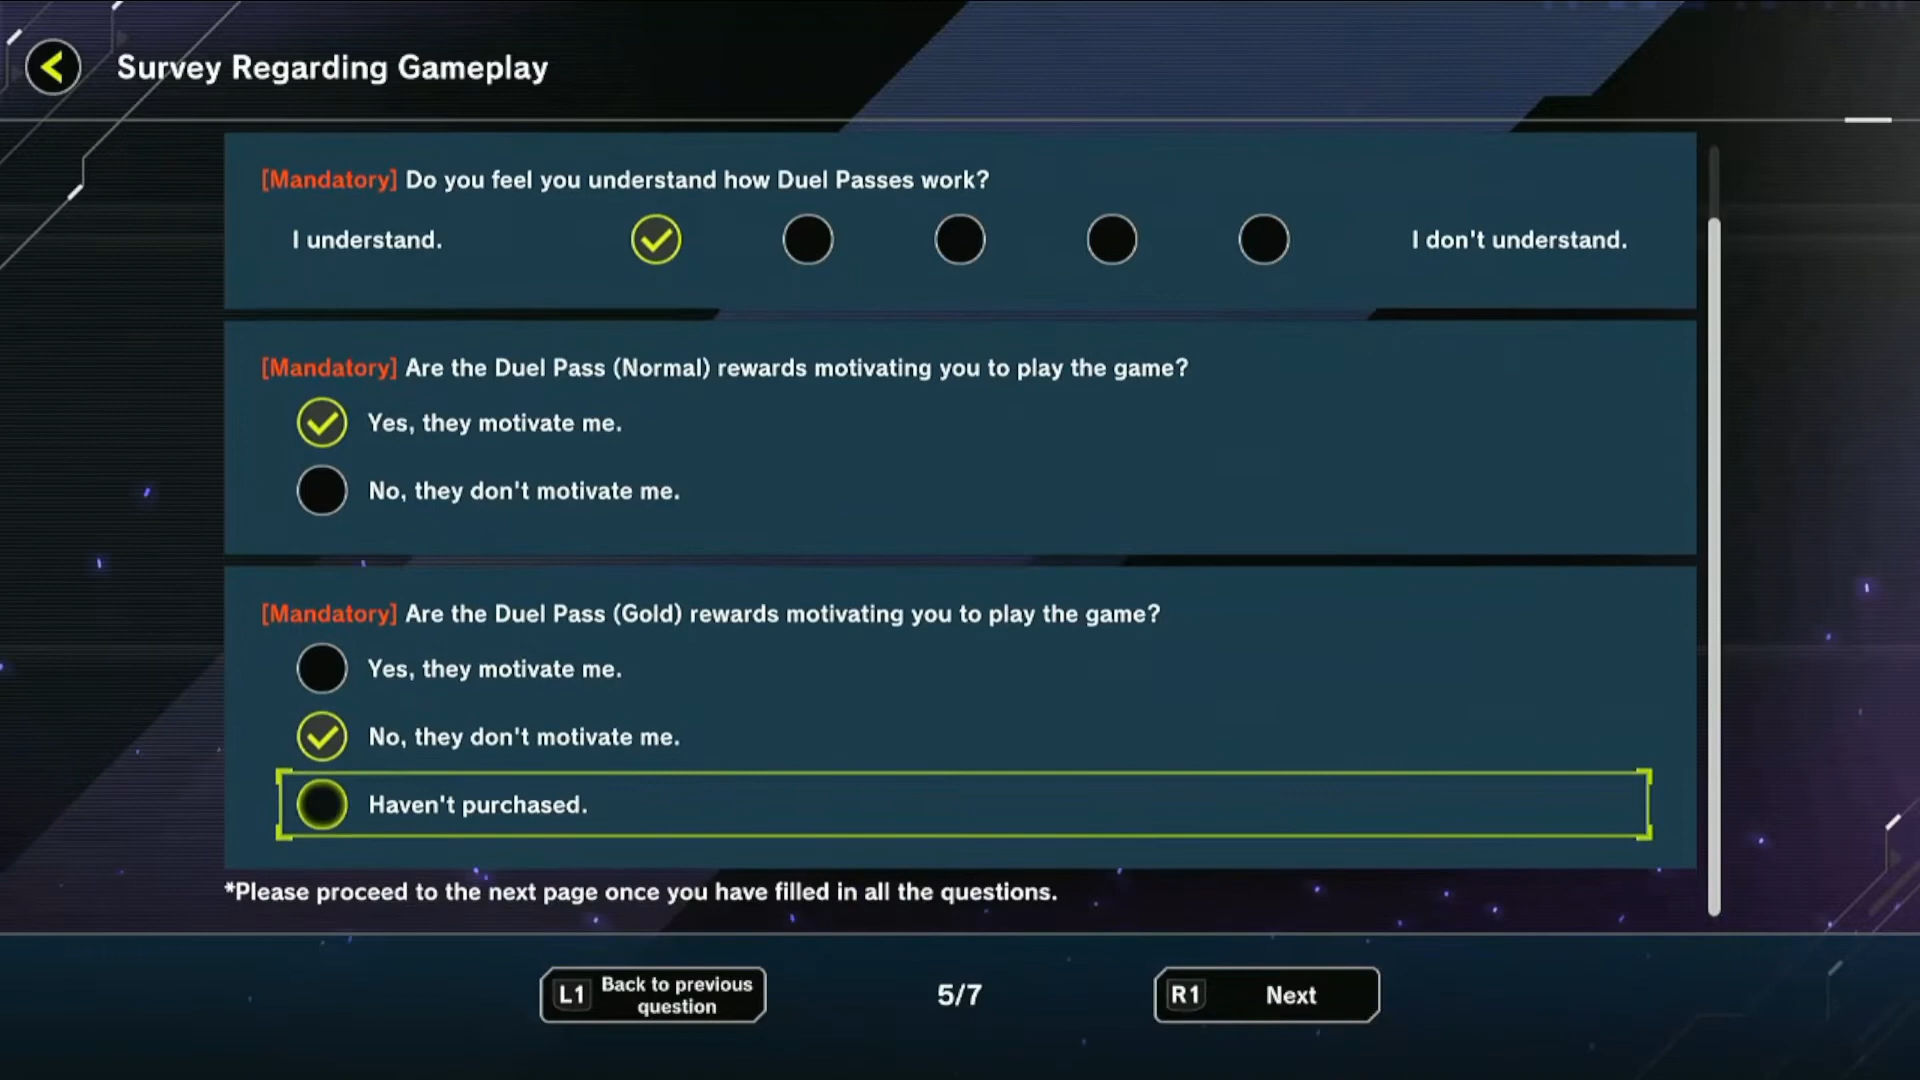 Survey Regarding Gameplay
[Mandatory] Do you feel you understand how Duel Passes work?
I understand. I don't understand.
[Mandatory] Are the Duel Pass (Normal) rewards motivating you to play the game?
Yes, they motivate me.
No, they don't motivate me.
[Mandatory] Are the Duel Pass (Gold) rewards motivating you to play the game?
Yes, they motivate me.
No, they don't motivate me.
Haven't purchased.
*Please proceed to the next page once you have filled in all the questions.
L1 Back to previous
question
5/7
R1 Next